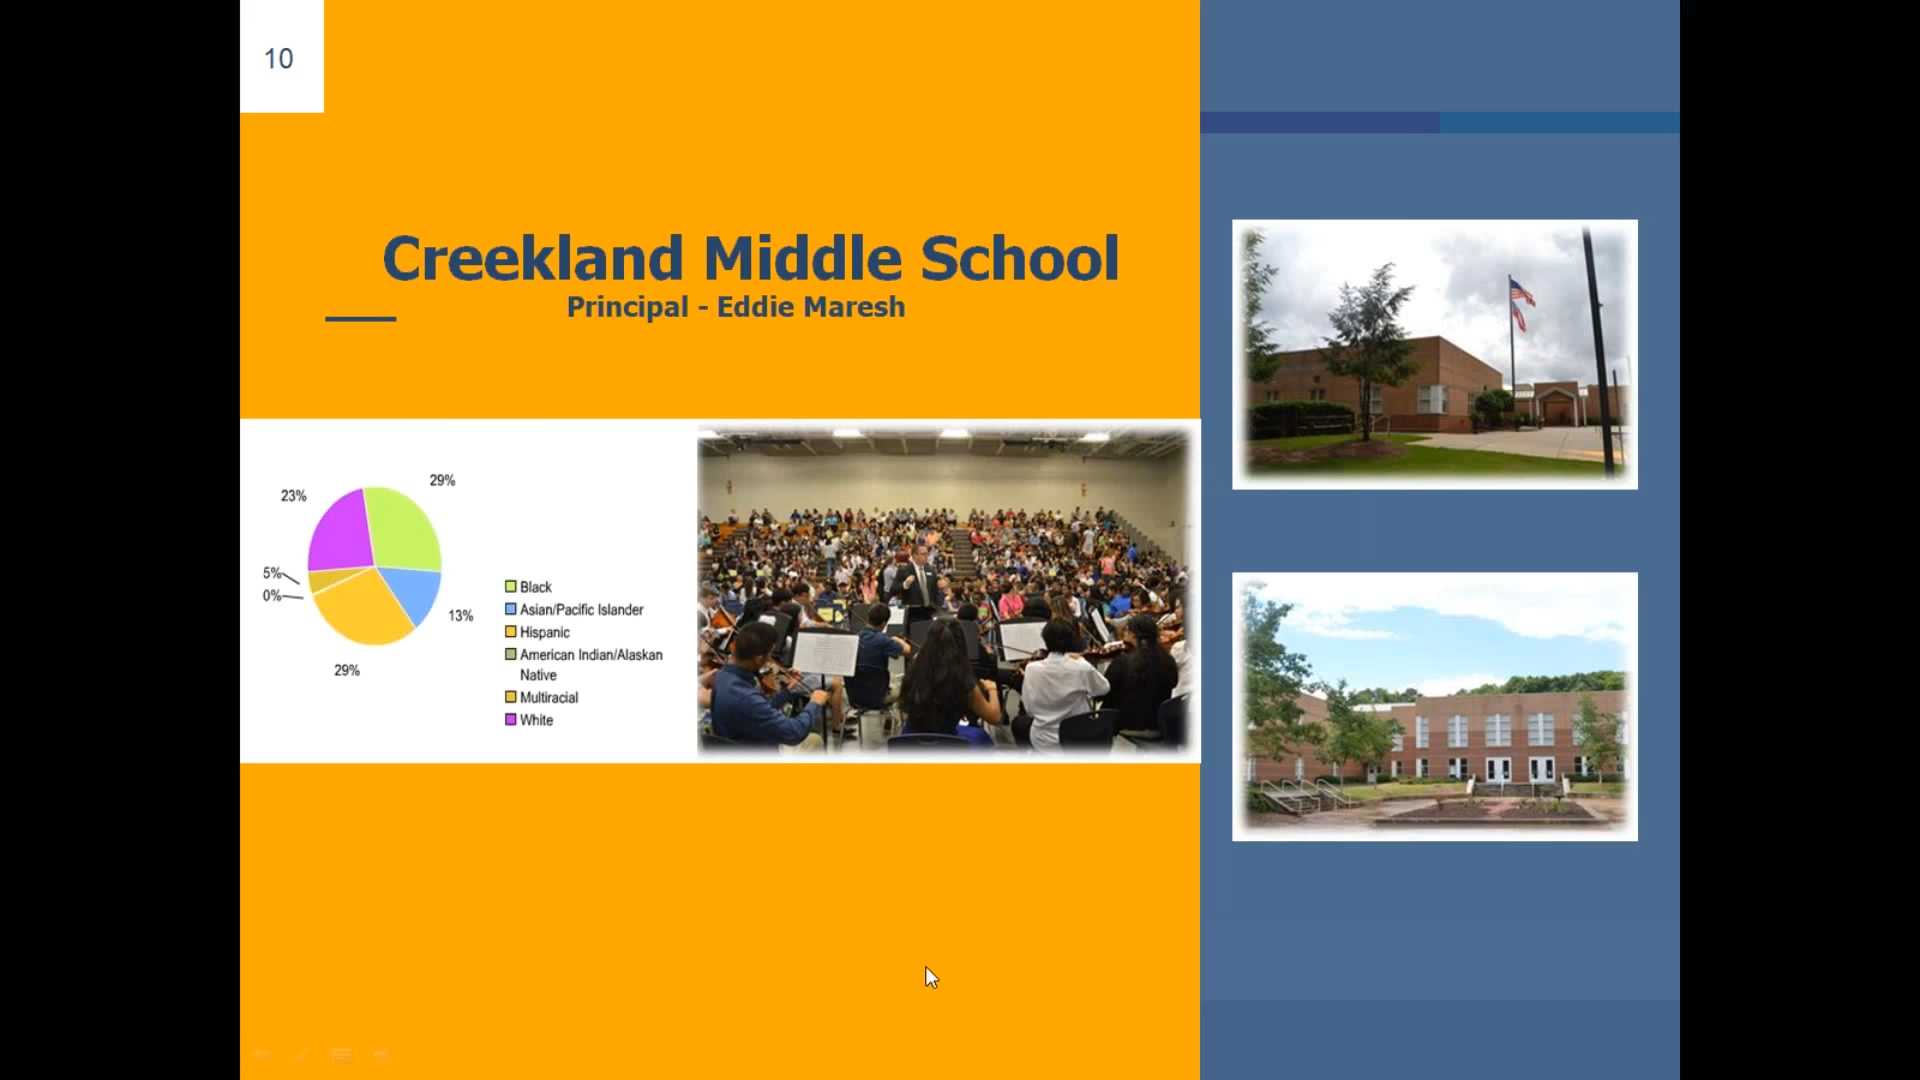 10
Creekland Middle School
Principal - Eddie Maresh
29%
23%
5%
0%
13%
29%
Black
Asian/Pacific Islander
Hispanic
American Indian/Alaskan
Native
Multiracial
White